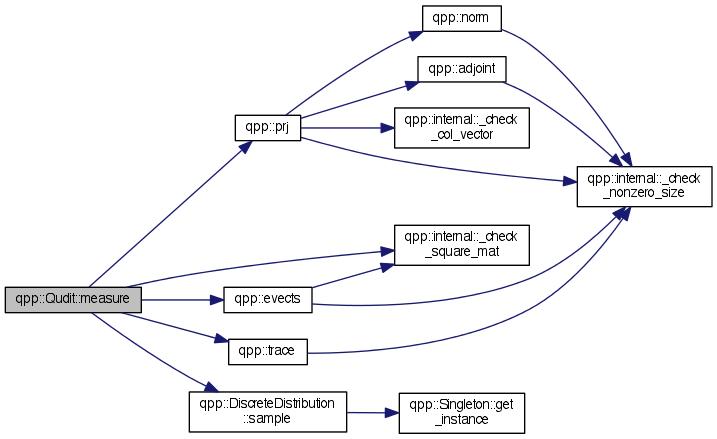 qpp::norm
qpp::adjoint
qpp::prj
qpp::internal::_check
_col_vector
qpp::internal::_check
_nonzero_size
qpp::internal::_check
_square_mat
qpp::Qudit::measure
qpp::evects
qpp::trace
qpp::DiscreteDistribution
::sample
qpp::Singleton::get
_instance